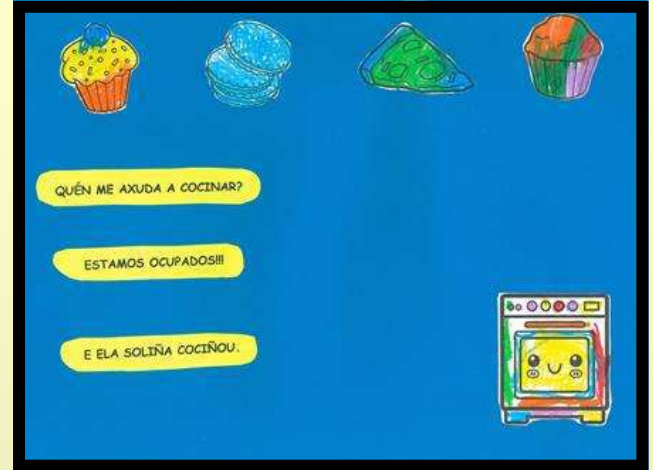 QUÉN ME AXUDA A COCINAR?
ESTAMOS OCUPADOS!!!
E ELA SOLIÑA COCIÑOU.